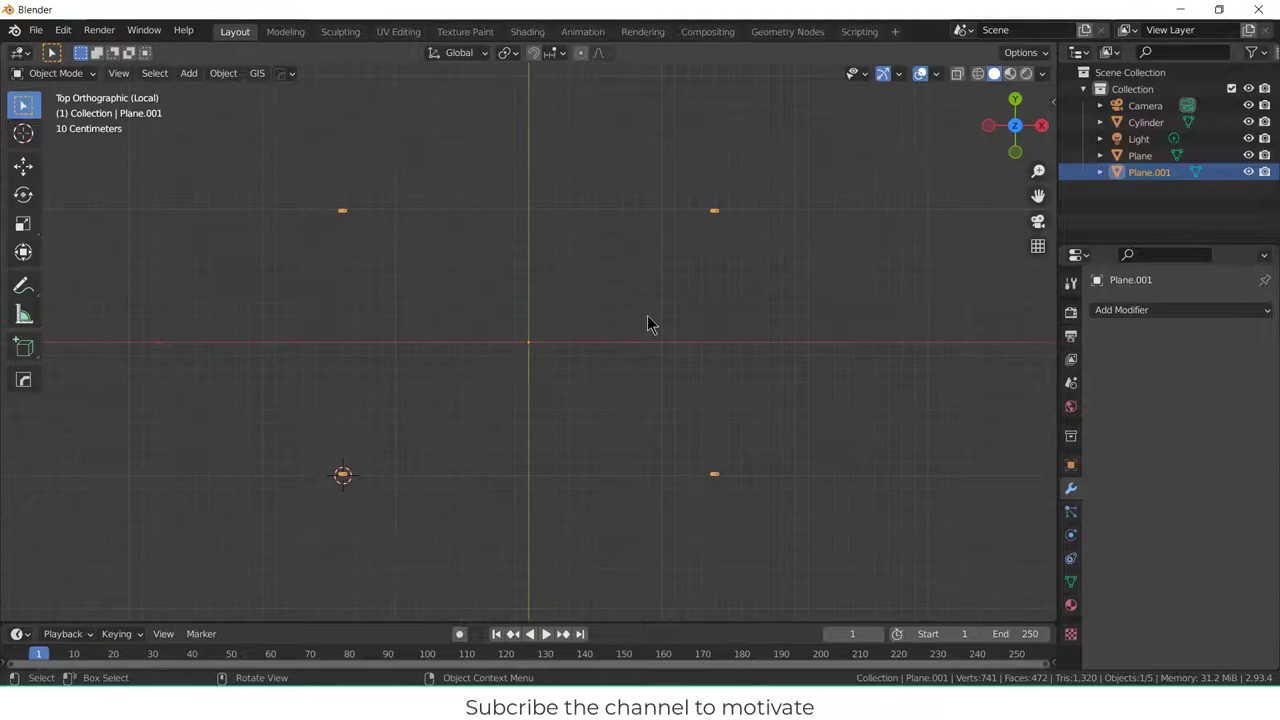 Blender
File Edit Render Window Help
Layout Modeling Sculpting UV Editing Texture Paint Shading Animation Rendering Compositing Geometry Nodes Scripting +
Scene
View Layer
Global
Options
Object Mode View Select Add Object GIS
Top Orthographic (Local)
(1) Collection | Plane.001
10 Centimeters
Y
Z
X
Scene Collection
Collection
Camera
Cylinder
Light
Plane
Plane.001
Plane.001
Add Modifier
Playback Keying View Marker
1
Start 1
End 250
1 10 20 30 40 50 60 70 80 90 100 110 120 130 140 150 160 170 180 190 200 210 220 230 240 250
Select Box Select Rotate View Object Context Menu
Collection | Plane.001 | Verts:741 | Faces:472 | Tris:1,320 | Objects:1/5 | Memory: 31.2 MiB | 2.93.4
Subcribe the channel to motivate